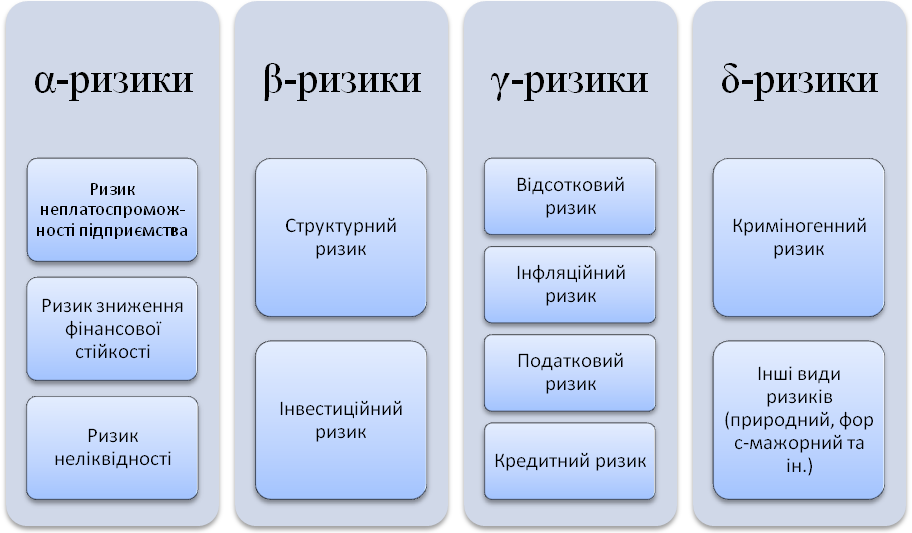 α-ризики
Ризик
неплатоспромож-
ності підприємства
Ризик зниження
фінансової
стійкості
Ризик
неліквідності
β-ризики
Структурний
ризик
Інвестиційний
ризик
γ-ризики
Відсотковий
ризик
Інфляційний
ризик
Податковий
ризик
Кредитний ризик
δ-ризики
Криміногенний
ризик
Інші види
ризиків
(природний, фор
с-мажорний та
ін.)